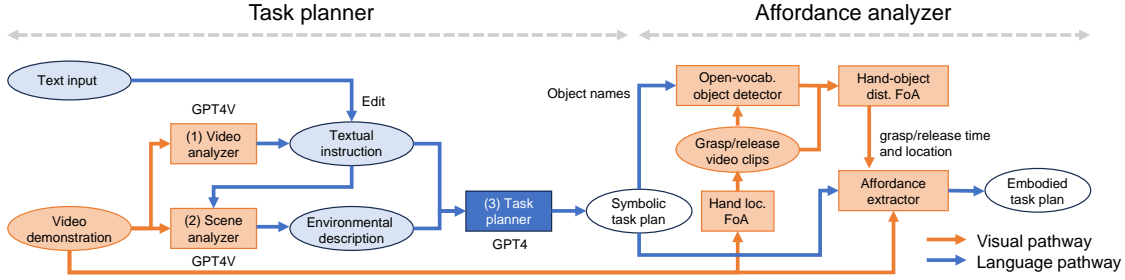 Task planner
Affordance analyzer
Text input
GPT4V
Edit
(1) Video
analyzer
Textual
instruction
Video
demonstration
(2) Scene
analyzer
GPT4V
Environmental
description
(3) Task
planner
GPT4
Symbolic
task plan
Object names
Open-vocab.
object detector
Hand-object
dist. FoA
Grasp/release
video clips
grasp/release time
and location
Hand loc.
FoA
Affordance
extractor
Embodied
task plan
Visual pathway
Language pathway